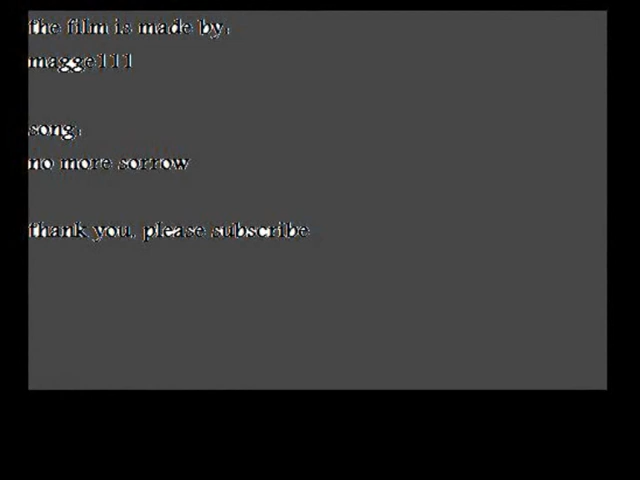 the film is made by:
magge111
song:
no more sorrow
thank you. please subscribe